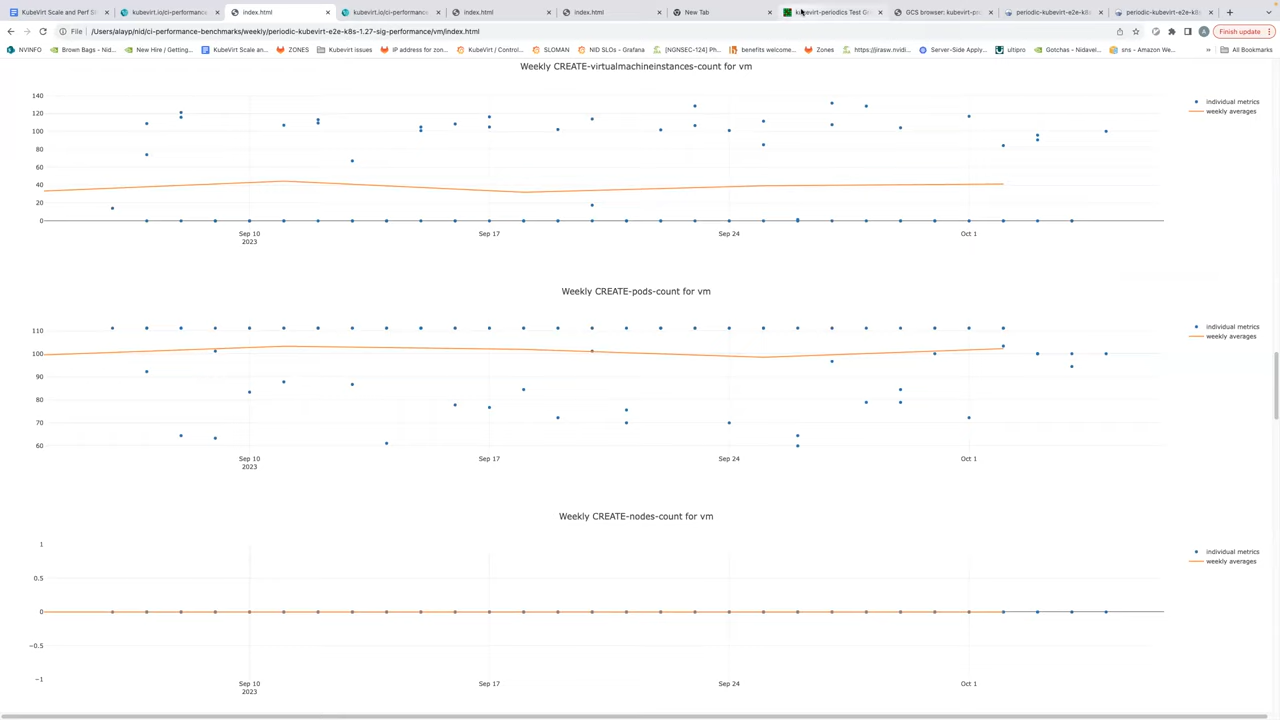 KubeVirt Scale and Perf S
kubevirt.io/ci-performance
index.html
kubevirt.io/ci-performance
index.html
index.html
New Tab
kubevirt-periodics Test G
GCS browser: kubevirt-pr
periodic-kubevirt-e2e-k8
periodic-kubevirt-e2e-k8s
File /Users/alayp/nid/ci-performance-benchmarks/weekly/periodic-kubevirt-e2e-k8s-1.27-sig-performance/vm/index.html
Finish update
NVINFO
Brown Bags - Nid...
New Hire / Getting...
Kubevirt issues
KubeVirt Scale an...
ZONES
IP address for zon...
KubeVirt / Control...
SLOMAN
NID SLOs - Grafana
[NGNSEC-124] Ph...
benefits welcome...
Zones
https://jirasw.nvidi...
Server-Side Apply...
ultipro
Gotchas - Nidavel...
sns - Amazon We...
»
All Bookmarks
Weekly CREATE-virtualmachineinstances-count for vm
individual metrics
weekly averages
140
120
100
80
60
40
20
0
Sep 10
2023
Sep 17
Sep 24
Oct 1
Weekly CREATE-pods-count for vm
individual metrics
weekly averages
110
100
90
80
70
60
Sep 10
2023
Sep 17
Sep 24
Oct 1
Weekly CREATE-nodes-count for vm
individual metrics
weekly averages
1
0.5
0
−0.5
−1
Sep 10
2023
Sep 17
Sep 24
Oct 1